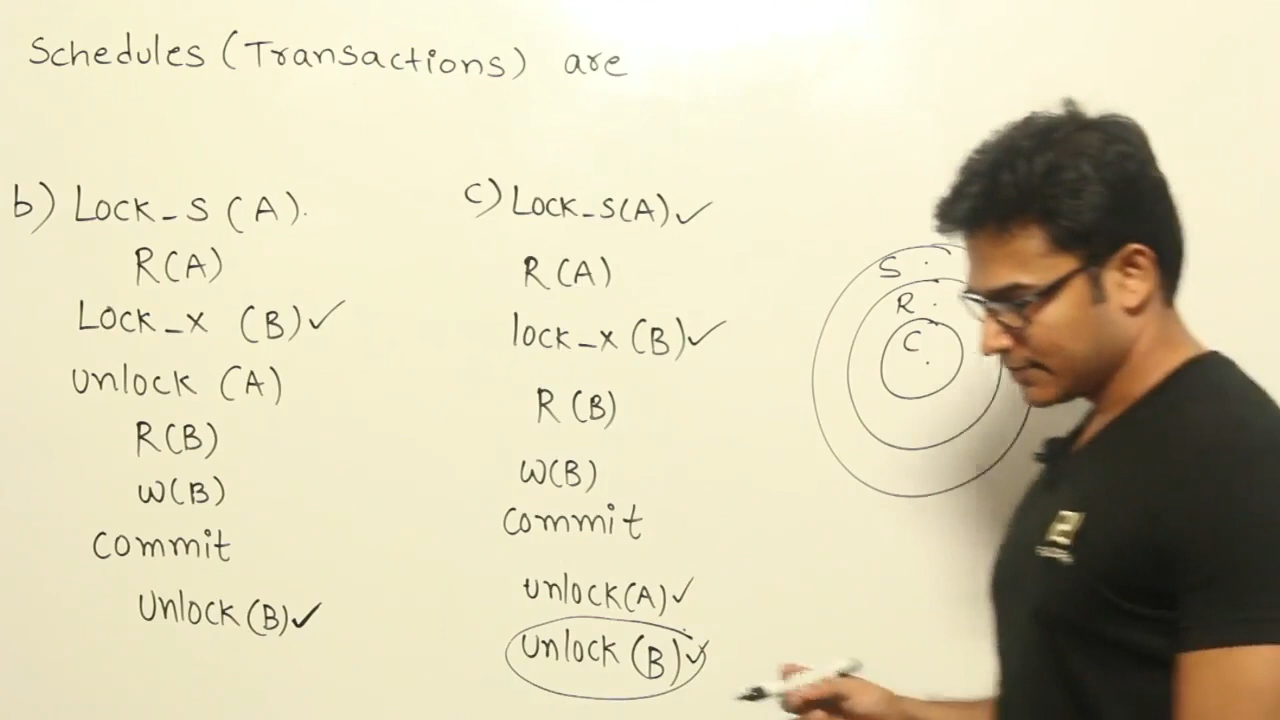 Schedules (Transactions) are
b) Lock_S (A).
R(A)
Lock_X (B)✓
Unlock (A)
R(B)
W(B)
Commit
Unlock (B)✓
c) Lock_S(A)✓
R(A)
lock_X (B)✓
R(B)
W(B)
Commit
Unlock(A)✓
Unlock (B)✓
S
R
C